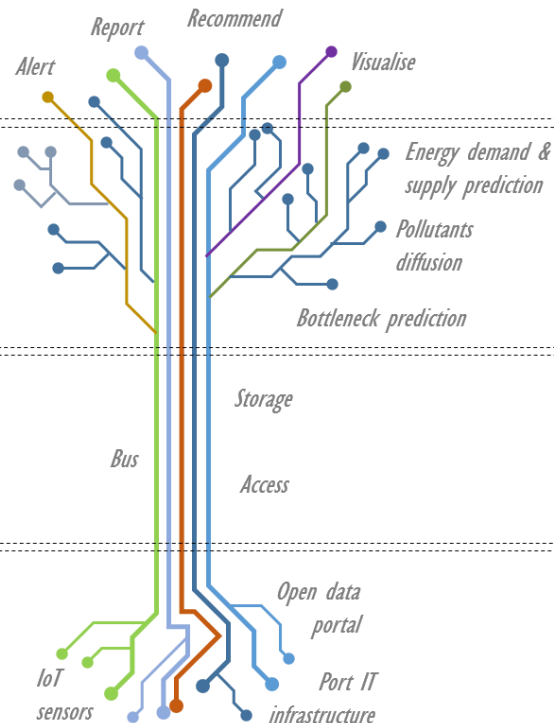 Recommend
Report
Visualise
Alert
Energy demand &
supply prediction
Pollutants
diffusion
Bottleneck prediction
Storage
Bus
Access
Open data
portal
IoT
sensors
Port IT
infrastructure